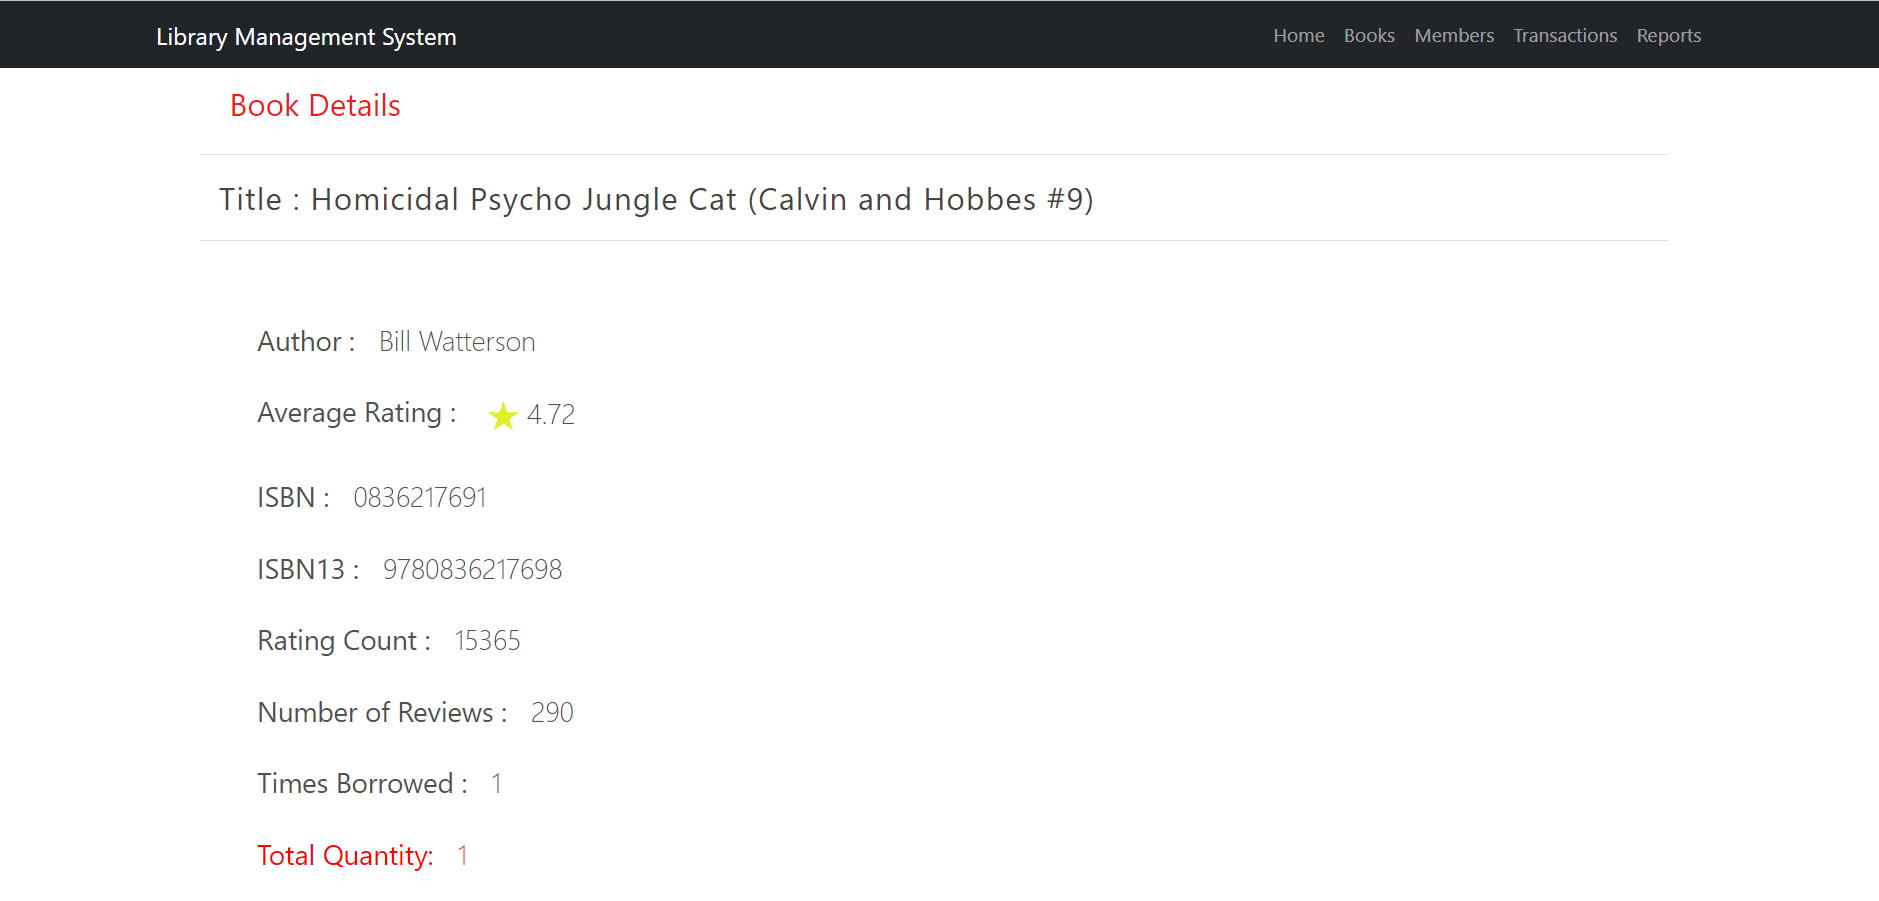 Library Management System Home Books Members Transactions Reports
Book Details
Title : Homicidal Psycho Jungle Cat (Calvin and Hobbes #9)
Author : Bill Watterson
Average Rating : ★ 4.72
ISBN : 0836217691
ISBN13 : 9780836217698
Rating Count : 15365
Number of Reviews : 290
Times Borrowed : 1
Total Quantity: 1